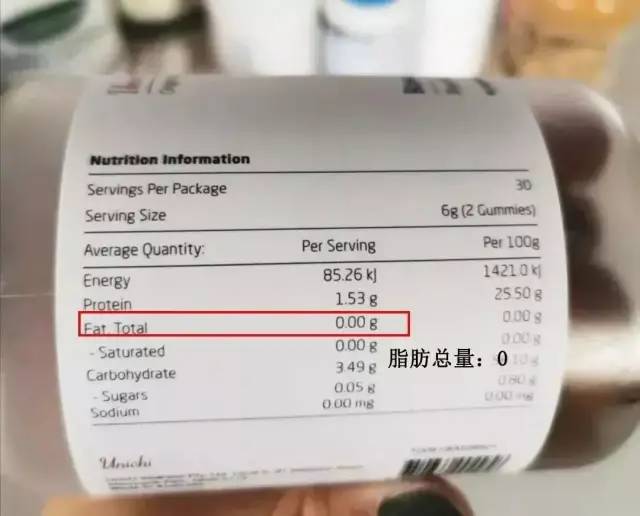 Nutrition Information
Servings Per Package 30
Serving Size 6g (2 Gummies)
Average Quantity: Per Serving Per 100g
Energy 85.26 kJ 1421.0 kJ
Protein 1.53 g 25.50 g
Fat, Total 0.00 g 0.00 g
- Saturated 0.00 g 0.00 g
脂肪总量：0
Carbohydrate 3.49 g
- Sugars 0.05 g 0.80 g
Sodium 0.00 mg 0.00 mg
Unichi